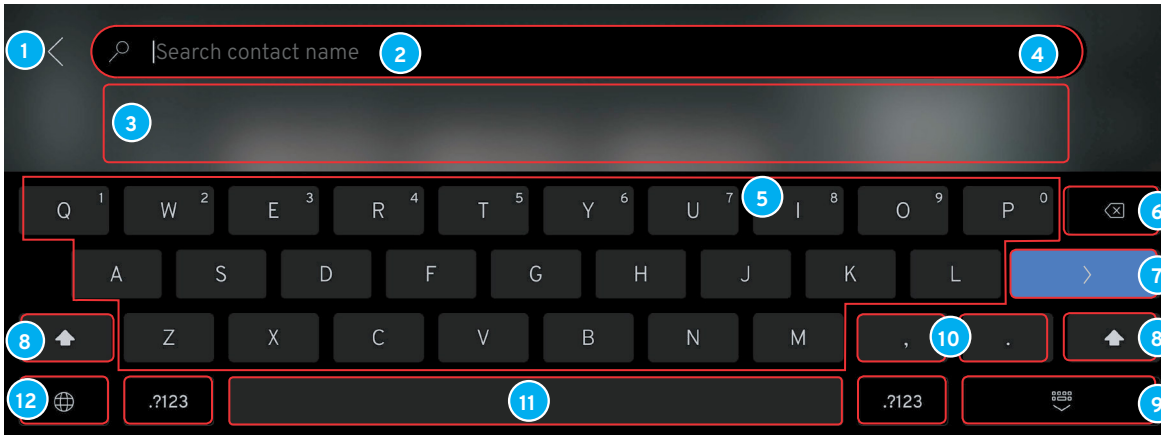 1 Search contact name 2 4
3
Q 1 W 2 E 3 R 4 T 5 Y 6 5 U 7 I 8 O 9 P 0 6
A S D F G H J K L 7
8 Z X C V B N M , 10 . 8
12 .?123 11 .?123 9